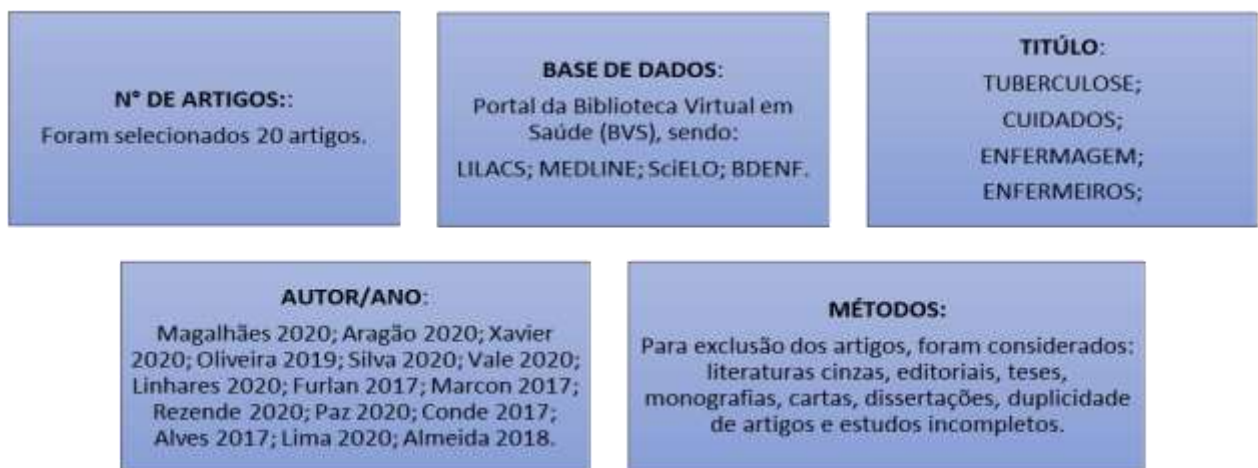 N° DE ARTIGOS::
Foram selecionados 20 artigos.
BASE DE DADOS:
Portal da Biblioteca Virtual em
Saúde (BVS), sendo:
LILACS; MEDLINE; SciELO; BDENF.
TITÚLO:
TUBERCULOSE;
CUIDADOS;
ENFERMAGEM;
ENFERMEIROS;
AUTOR/ANO:
Magalhães 2020; Aragão 2020; Xavier
2020; Oliveira 2019; Silva 2020; Vale 2020;
Linhares 2020; Furlan 2017; Marcon 2017;
Rezende 2020; Paz 2020; Conde 2017;
Alves 2017; Lima 2020; Almeida 2018.
MÉTODOS:
Para exclusão dos artigos, foram considerados:
literaturas cinzas, editoriais, teses,
monografias, cartas, dissertações, duplicidade
de artigos e estudos incompletos.